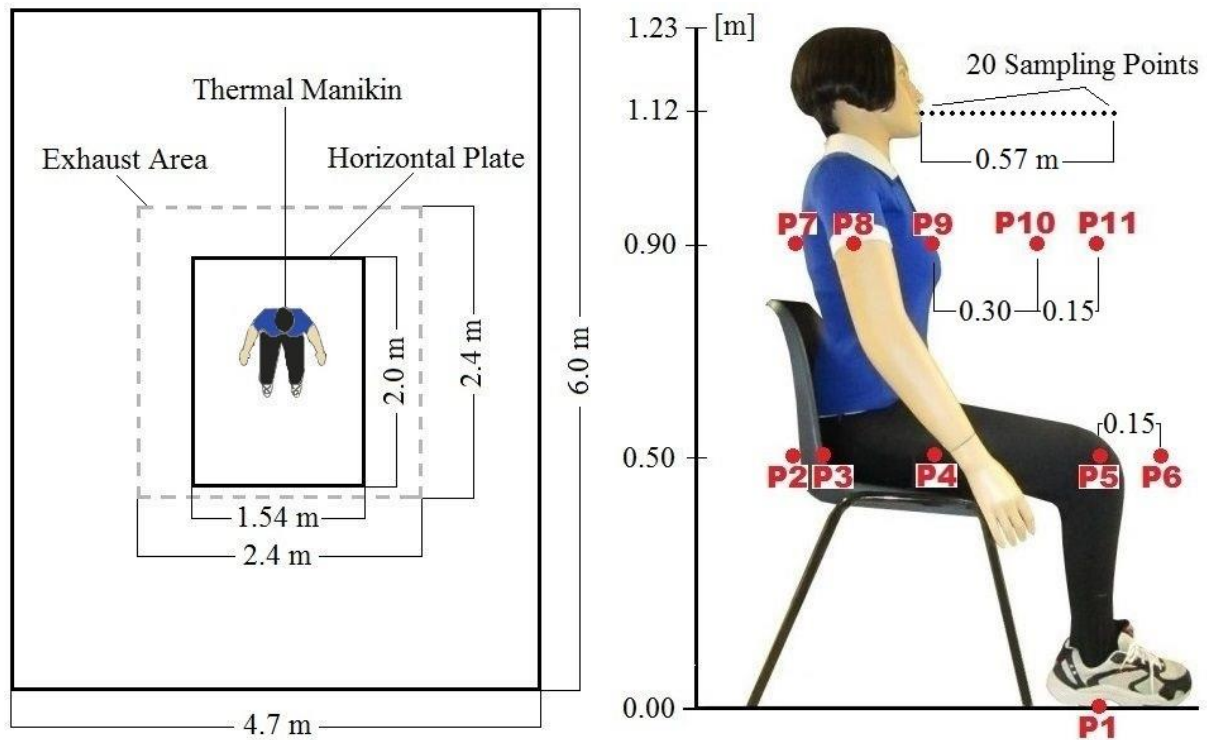 Thermal Manikin
Exhaust Area
Horizontal Plate
2.0 m
2.4 m
6.0 m
1.54 m
2.4 m
4.7 m
1.23
[m]
20 Sampling Points
1.12
0.57 m
P7
P8
P9
P10
P11
0.90
0.30
0.15
0.15
0.50
P2
P3
P4
P5
P6
0.00
P1